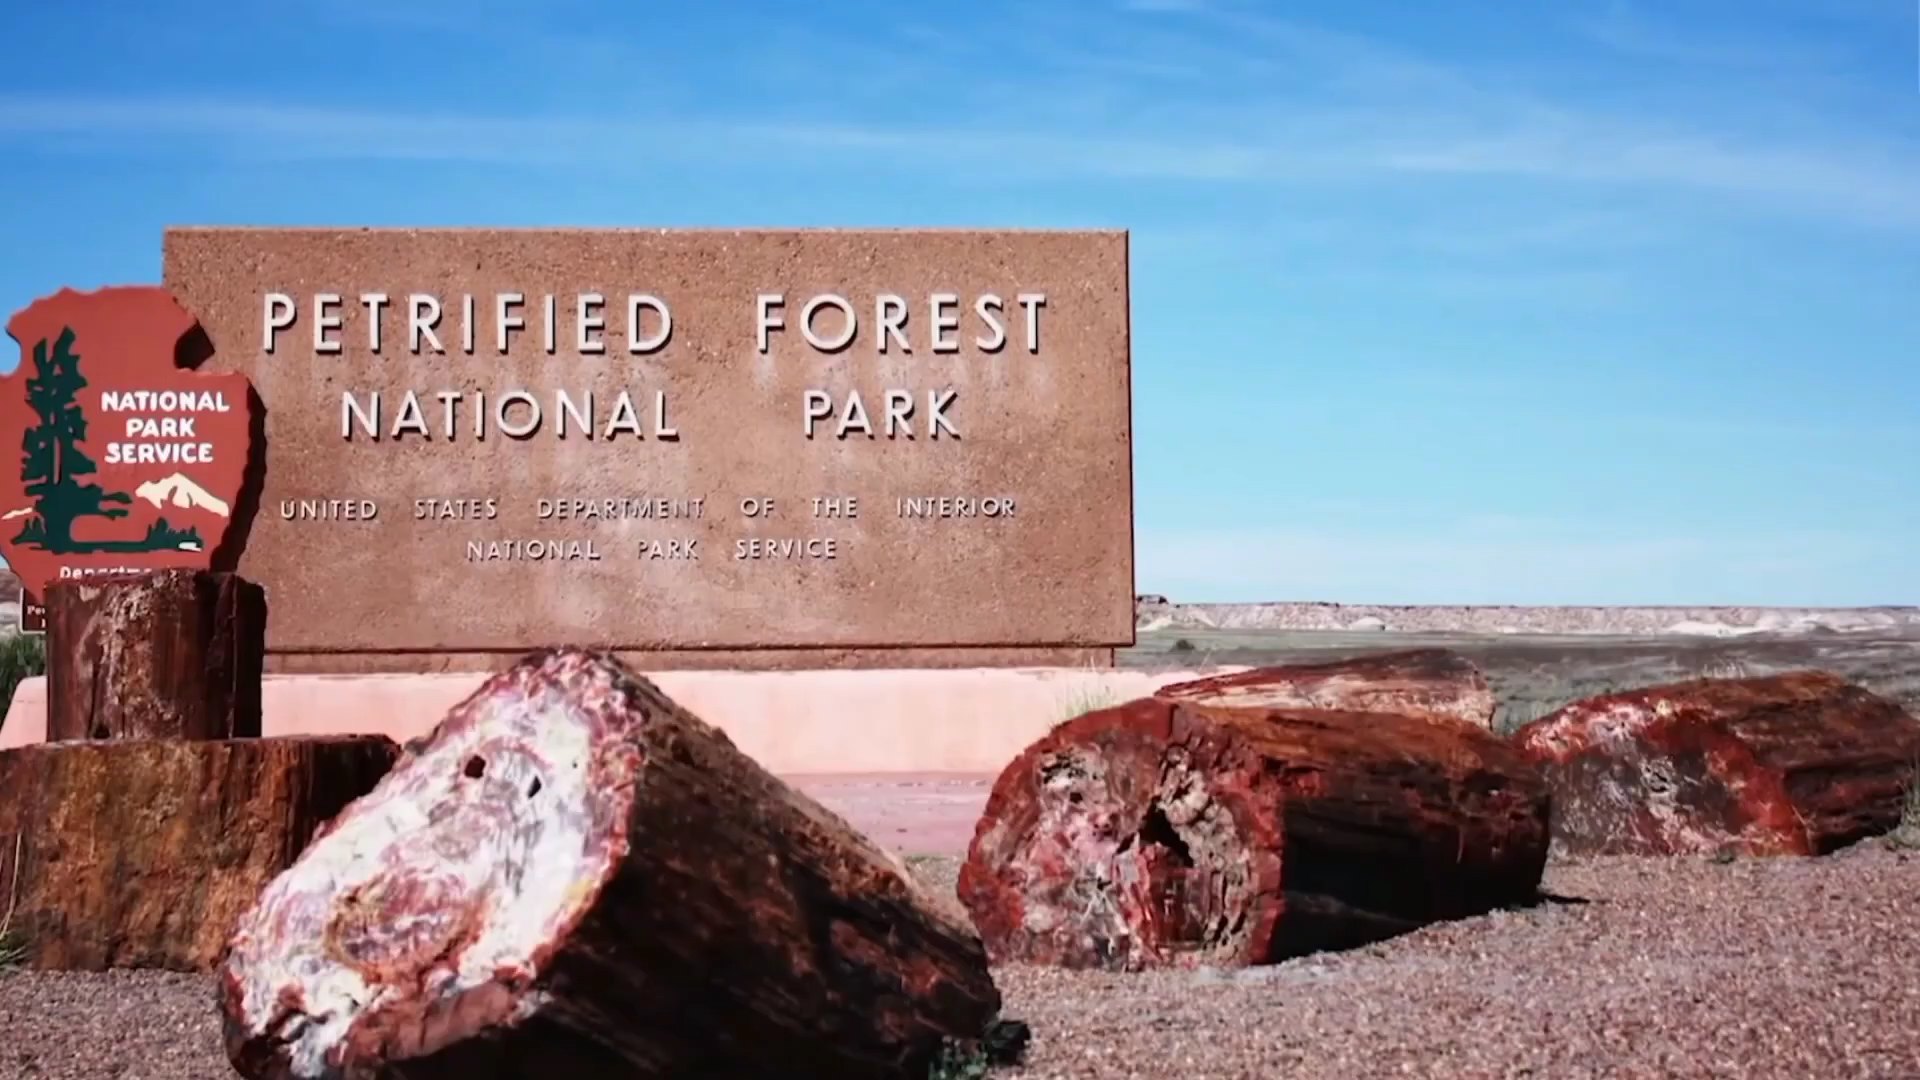 PETRIFIED FOREST
NATIONAL PARK
UNITED STATES DEPARTMENT OF THE INTERIOR
NATIONAL PARK SERVICE
NATIONAL
PARK
SERVICE